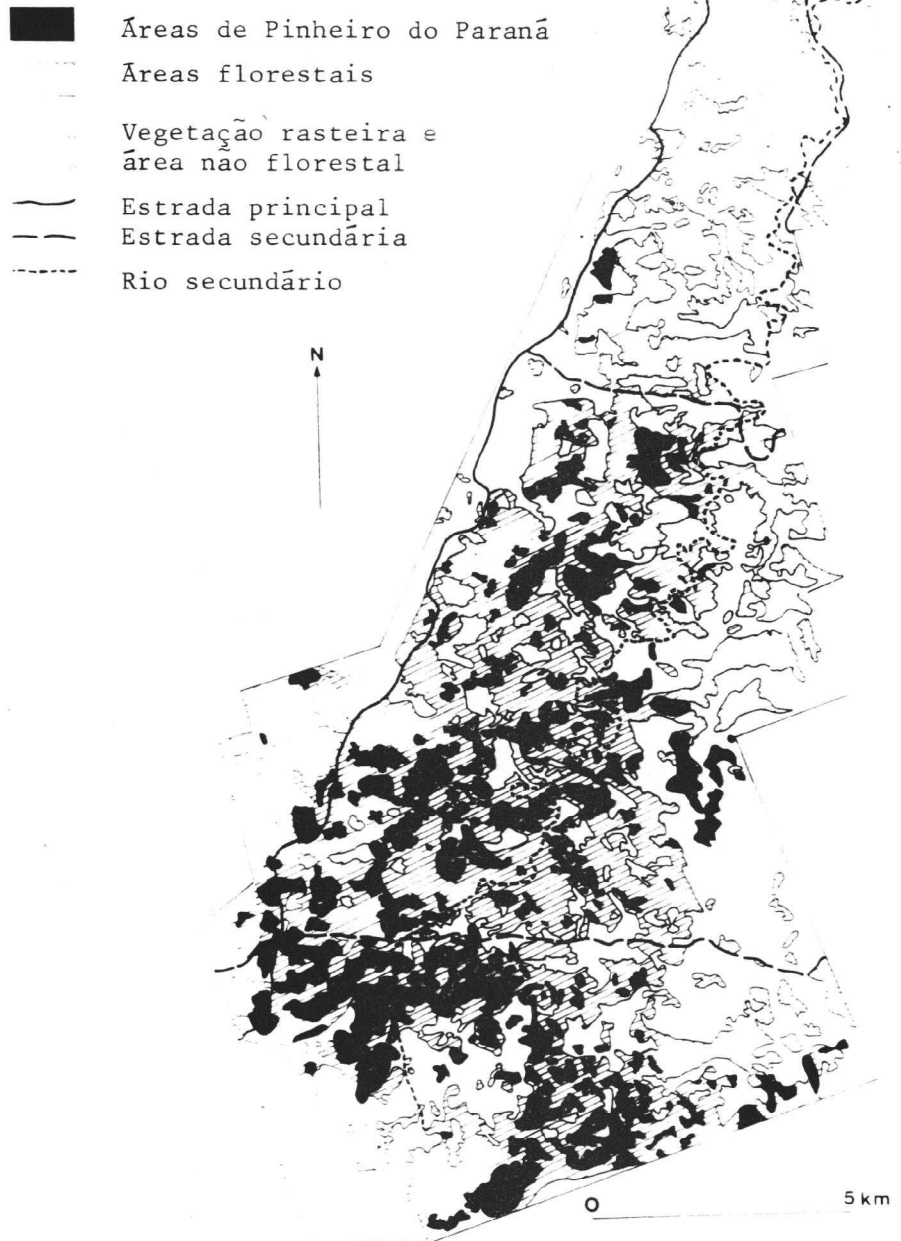 Áreas de Pinheiro do Paraná
Áreas florestais
Vegetação rasteira e
área não florestal
Estrada principal
Estrada secundária
Rio secundário
N
O
5 km